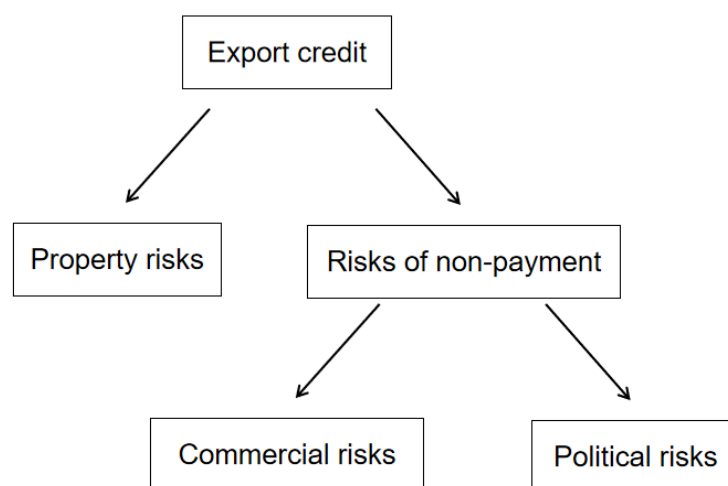 Export credit
Property risks
Risks of non-payment
Commercial risks
Political risks